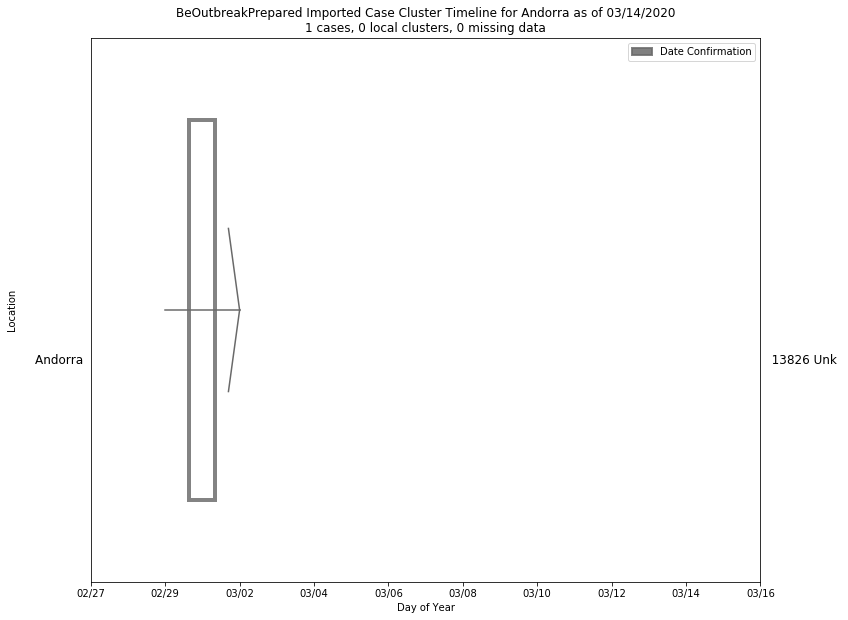 BeOutbreakPrepared Imported Case Cluster Timeline for Andorra as of 03/14/2020
1 cases, 0 local clusters, 0 missing data
Date Confirmation
Location
Andorra
13826 Unk
02/27 02/29 03/02 03/04 03/06 03/08 03/10 03/12 03/14 03/16
Day of Year